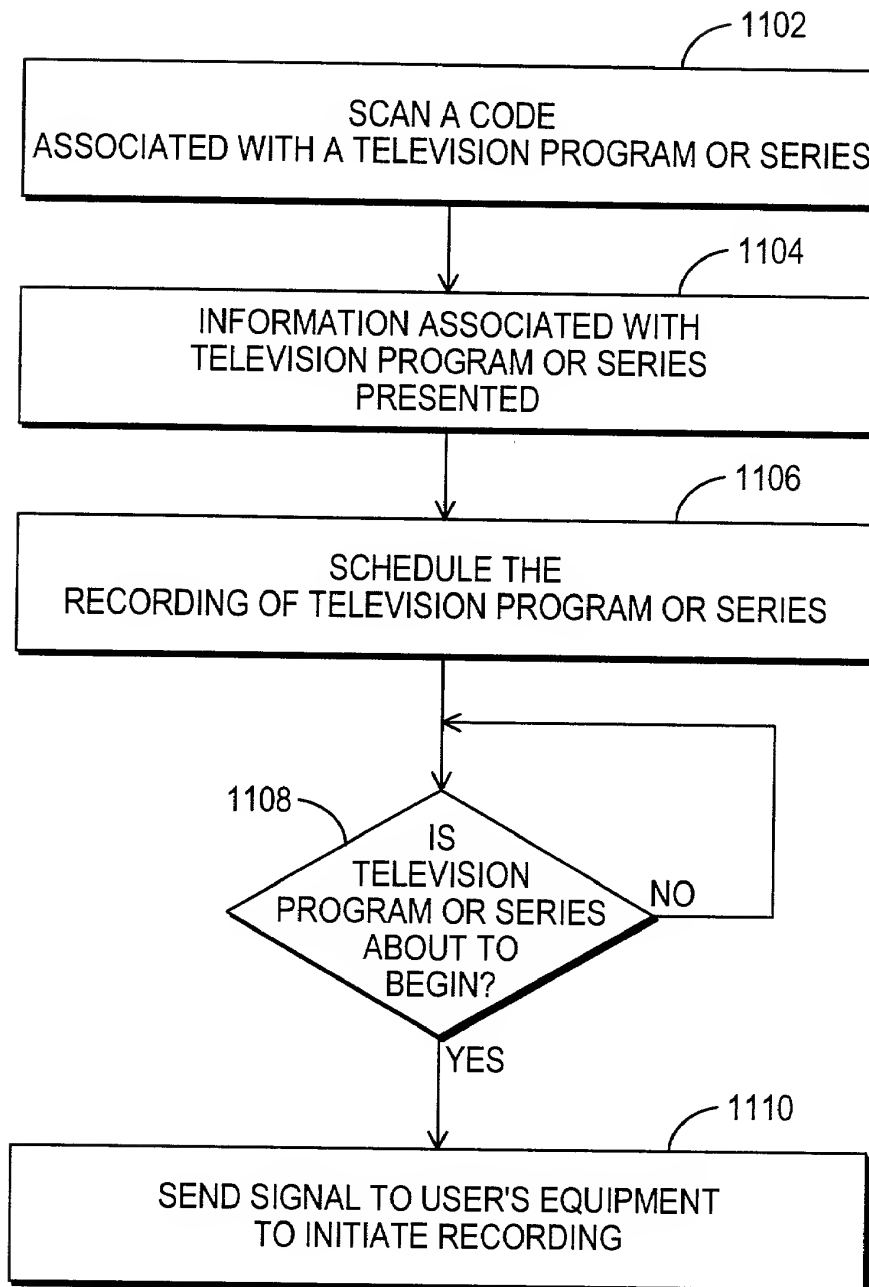 1102
SCAN A CODE
ASSOCIATED WITH A TELEVISION PROGRAM OR SERIES
1104
INFORMATION ASSOCIATED WITH
TELEVISION PROGRAM OR SERIES
PRESENTED
1106
SCHEDULE THE
RECORDING OF TELEVISION PROGRAM OR SERIES
1108
IS
TELEVISION
PROGRAM OR SERIES
ABOUT TO
BEGIN?
NO
YES
1110
SEND SIGNAL TO USER'S EQUIPMENT
TO INITIATE RECORDING